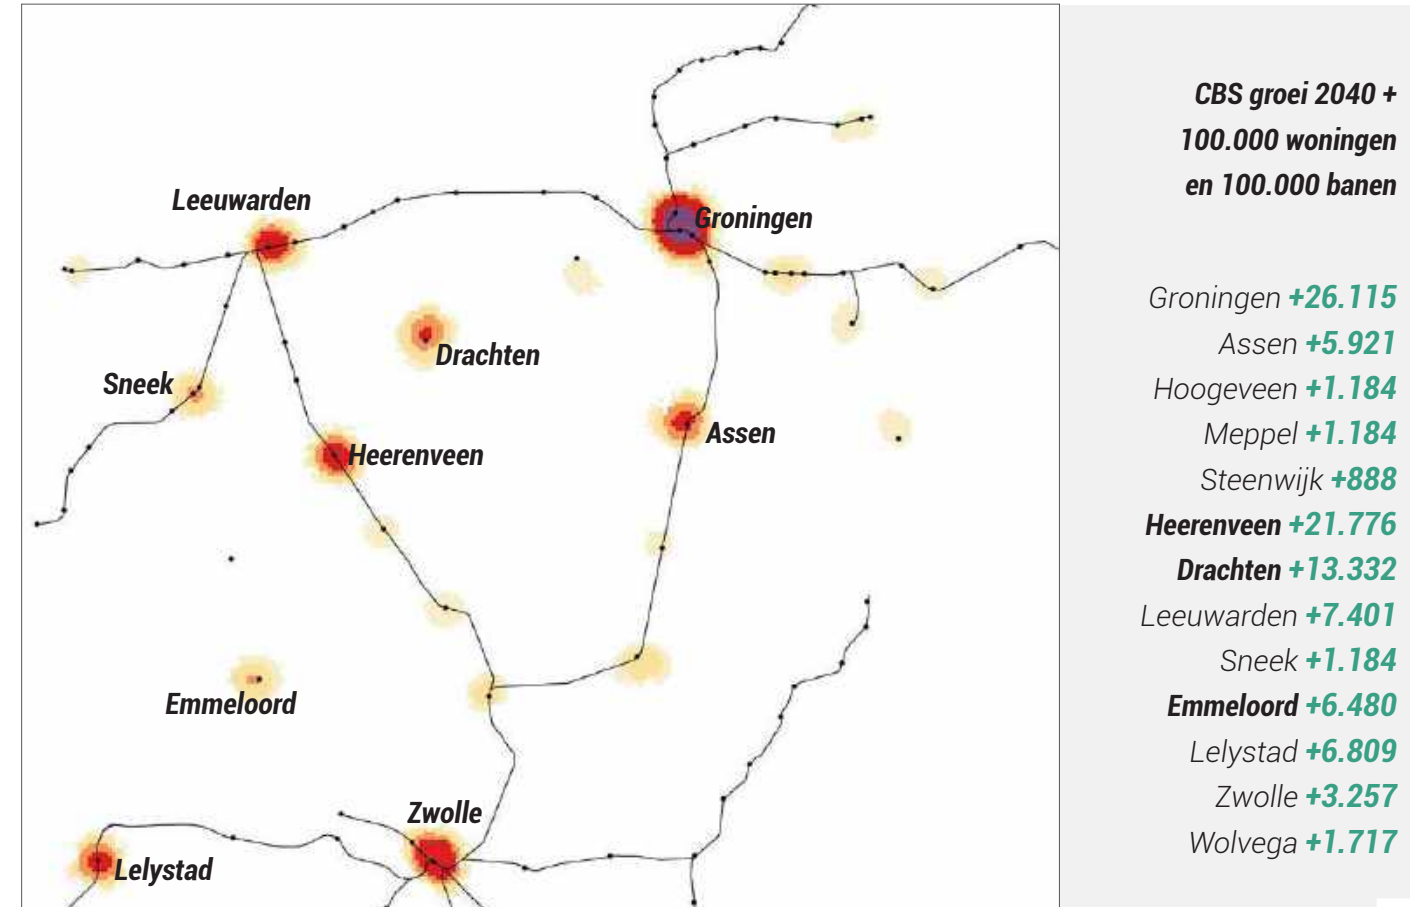 CBS groei 2040 +
100.000 woningen
en 100.000 banen
Leeuwarden
Groningen
Drachten
Sneek
Assen
Heerenveen
Emmeloord
Zwolle
Lelystad
Groningen +26.115
Assen +5.921
Hoogeveen +1.184
Meppel +1.184
Steenwijk +888
Heerenveen +21.776
Drachten +13.332
Leeuwarden +7.401
Sneek +1.184
Emmeloord +6.480
Lelystad +6.809
Zwolle +3.257
Wolvega +1.717